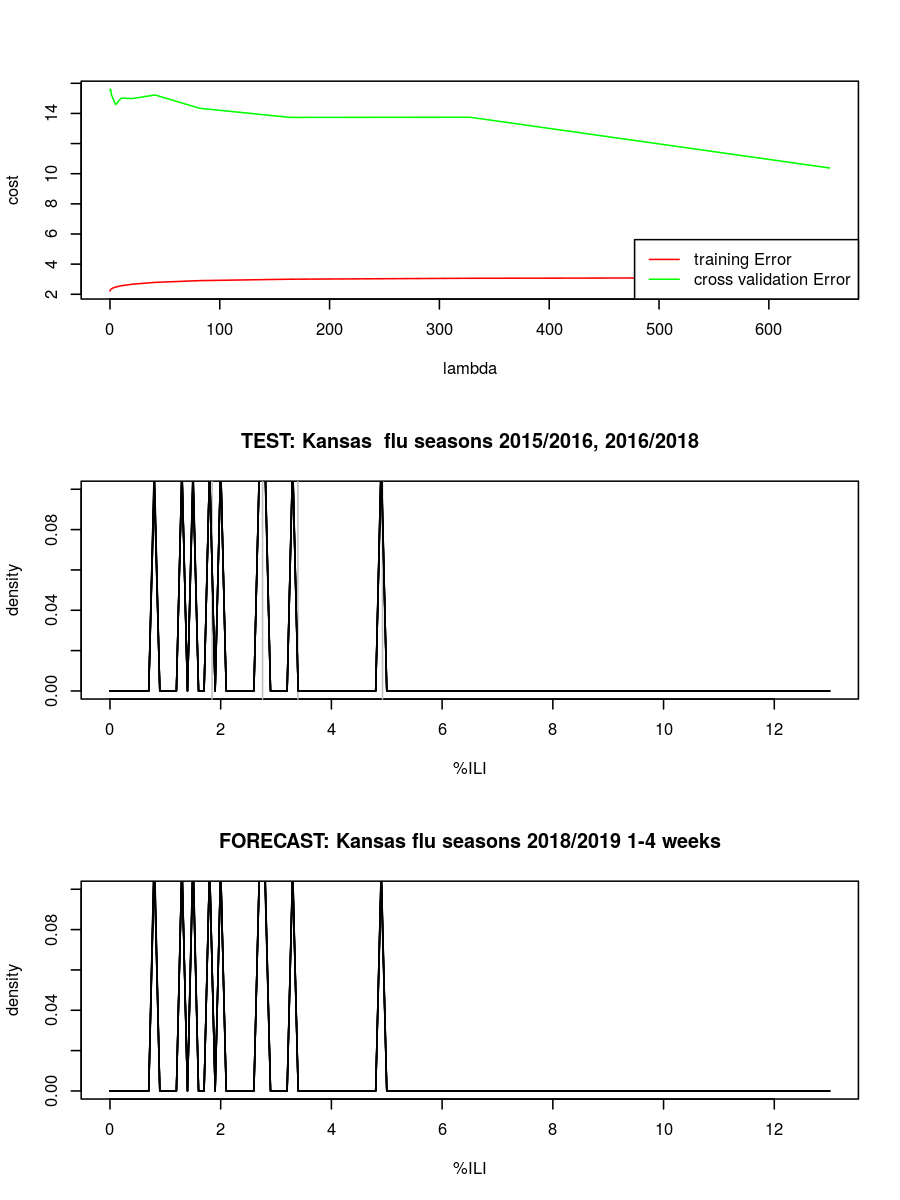 cost
2 4 6 8 10 14
training Error
cross validation Error
0 100 200 300 400 500 600
lambda
TEST: Kansas  flu seasons 2015/2016, 2016/2018
density
0.00 0.04 0.08
0 2 4 6 8 10 12
%ILI
FORECAST: Kansas flu seasons 2018/2019 1-4 weeks
density
0.00 0.04 0.08
0 2 4 6 8 10 12
%ILI